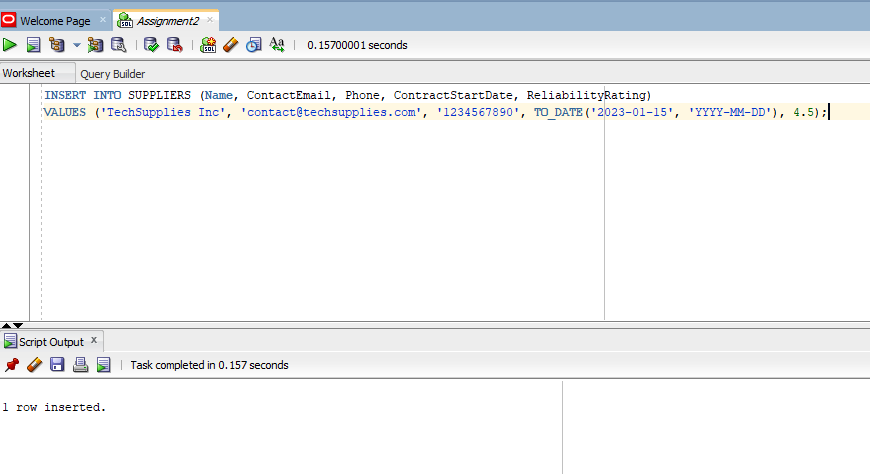 Welcome Page
Assignment2
0.15700001 seconds
Worksheet
Query Builder
INSERT INTO SUPPLIERS (Name, ContactEmail, Phone, ContractStartDate, ReliabilityRating)
VALUES ('TechSupplies Inc', 'contact@techsupplies.com', '1234567890', TO_DATE('2023-01-15', 'YYYY-MM-DD'), 4.5);
Script Output
Task completed in 0.157 seconds
1 row inserted.